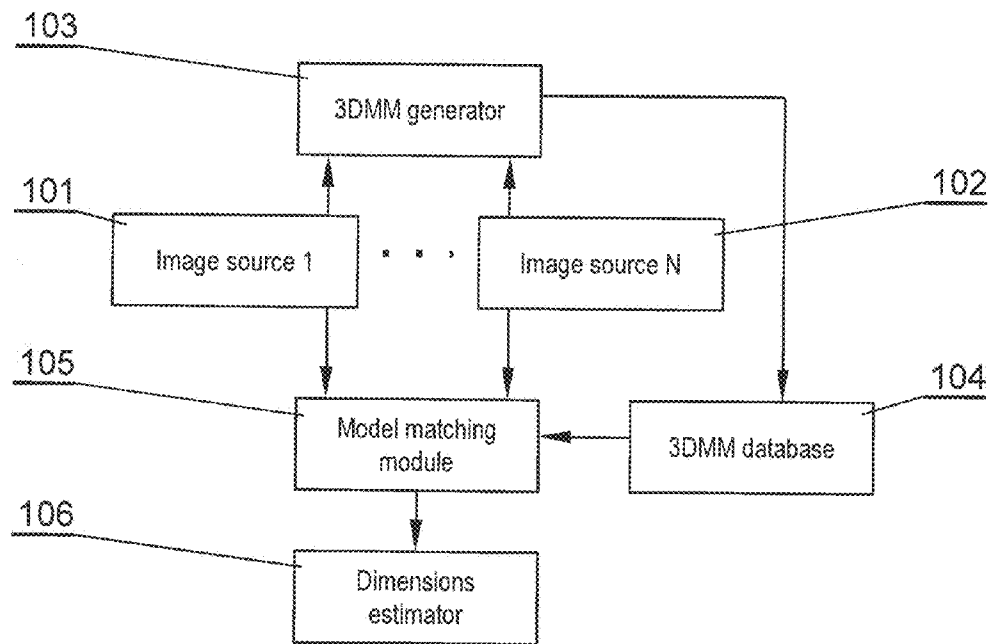 103
3DMM generator
101
102
Image source 1
Image source N
105
104
Model matching
module
3DMM database
106
Dimensions
estimator